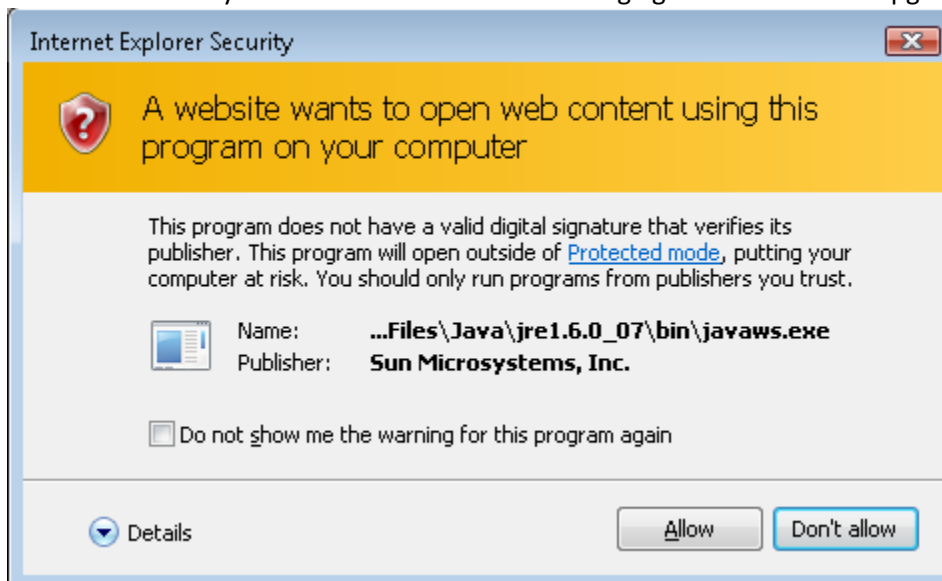 Internet Explorer Security
A website wants to open web content using this
program on your computer
This program does not have a valid digital signature that verifies its
publisher. This program will open outside of Protected mode, putting your
computer at risk. You should only run programs from publishers you trust.
Name: ...Files\Java\jre1.6.0_07\bin\javaws.exe
Publisher: Sun Microsystems, Inc.
Do not show me the warning for this program again
Details Allow Don't allow